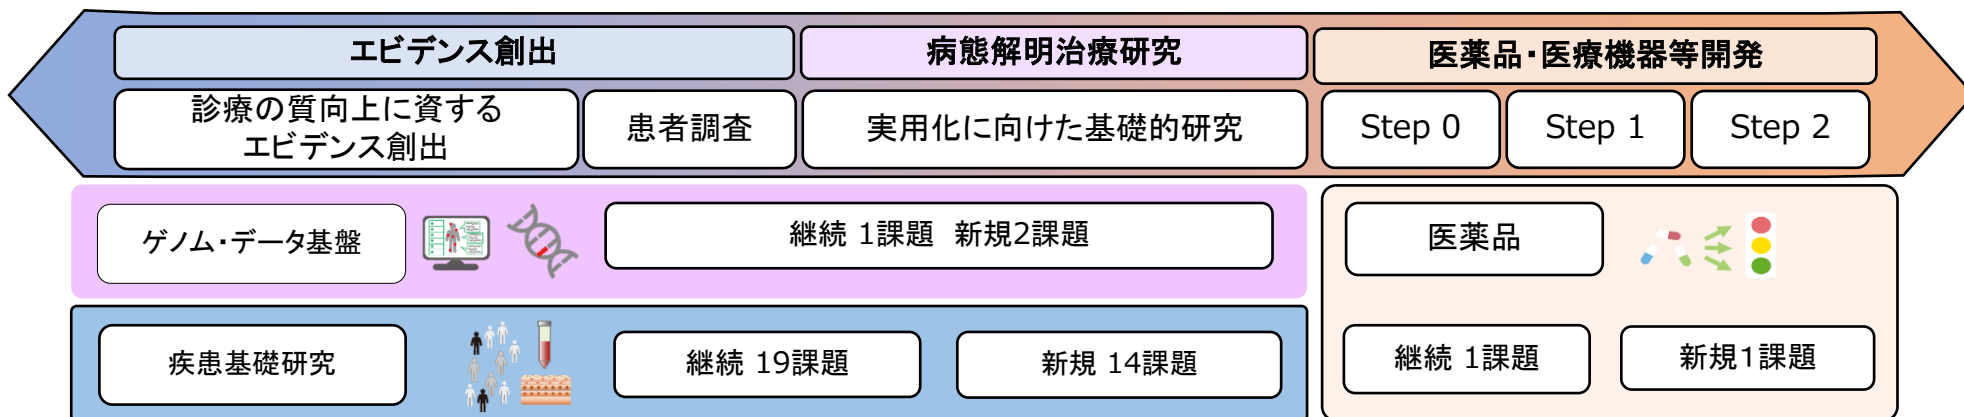 エビデンス創出
病態解明治療研究
医薬品・医療機器等開発
診療の質向上に資する
エビデンス創出
患者調査
実用化に向けた基礎的研究
Step 0
Step 1
Step 2
ゲノム・データ基盤
継続 1課題 新規2課題
医薬品
疾患基礎研究
継続 19課題
新規 14課題
継続 1課題
新規1課題